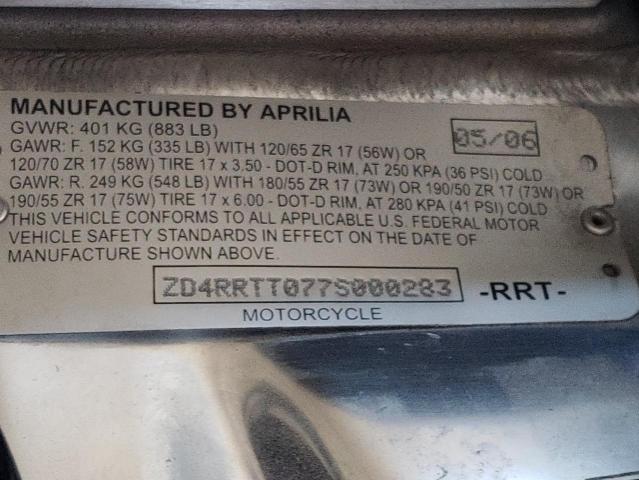 MANUFACTURED BY APRILIA
GVWR: 401 KG (883 LB)
05/06
GAWR: F. 152 KG (335 LB) WITH 120/65 ZR 17 (56W) OR
120/70 ZR 17 (58W) TIRE 17 x 3.50 - DOT-D RIM, AT 250 KPA (36 PSI) COLD
GAWR: R. 249 KG (548 LB) WITH 180/55 ZR 17 (73W) OR 190/50 ZR 17 (73W) OR
190/55 ZR 17 (75W) TIRE 17 x 6.00 - DOT-D RIM, AT 280 KPA (41 PSI) COLD
THIS VEHICLE CONFORMS TO ALL APPLICABLE U.S. FEDERAL MOTOR
VEHICLE SAFETY STANDARDS IN EFFECT ON THE DATE OF
MANUFACTURE SHOWN ABOVE.
ZD4RRTT077S000283 -RRT-
MOTORCYCLE